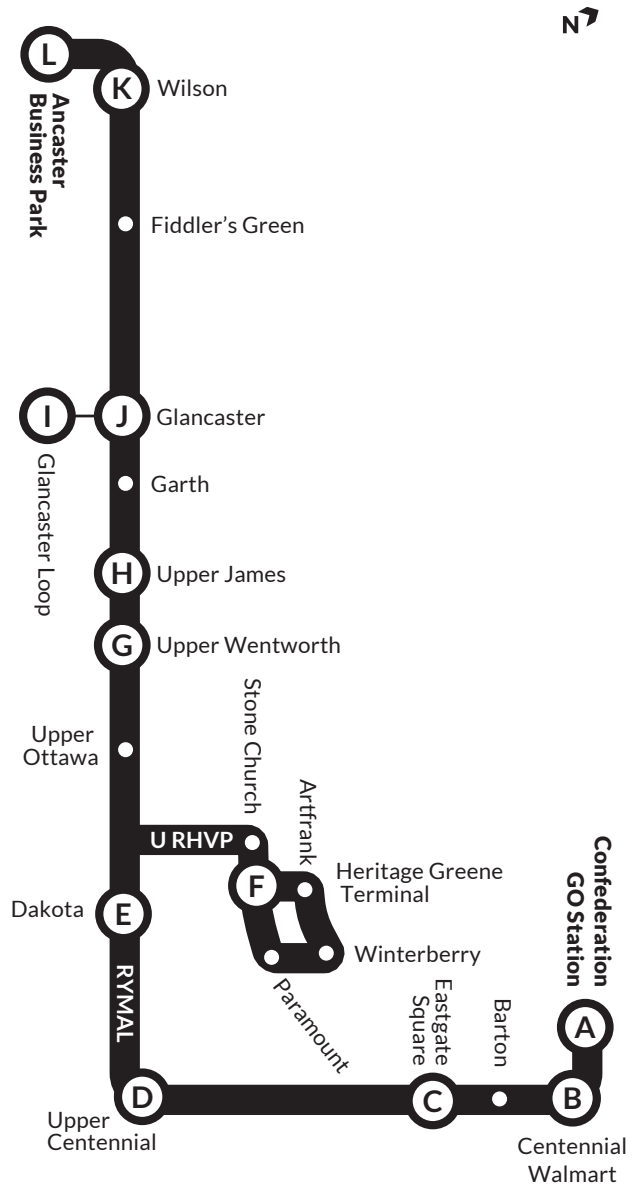 N
L
Ancaster
Business Park
K
Wilson
Fiddler’s Green
I
J
Glancaster
Glancaster Loop
Garth
H
Upper James
G
Upper Wentworth
Upper
Ottawa
Stone Church
Artfrank
U RHVP
F
Heritage Greene
Terminal
E
Dakota
Winterberry
Paramount
RYMAL
Eastgate
Square
Barton
Confederation
GO Station
A
D
Upper
Centennial
C
B
Centennial
Walmart